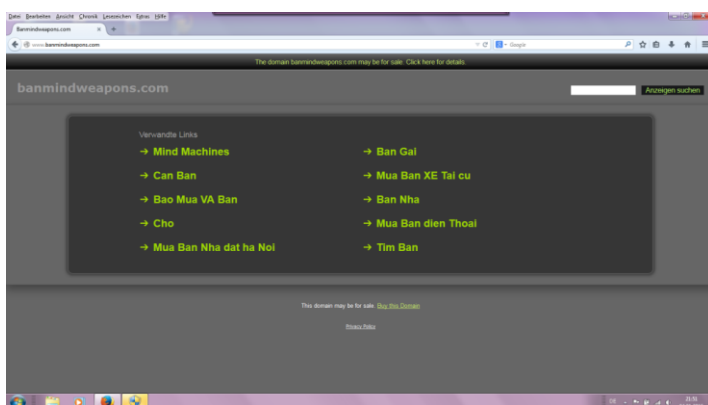 Datei Bearbeiten Ansicht Chronik Lesezeichen Extras Hilfe
Banmindweapons.com × +
www.banmindweapons.com Google
The domain banmindweapons.com may be for sale. Click here for details.
banmindweapons.com Anzeigen suchen
Verwandte Links
→ Mind Machines → Ban Gai
→ Can Ban → Mua Ban XE Tai cu
→ Bao Mua VA Ban → Ban Nha
→ Cho → Mua Ban dien Thoai
→ Mua Ban Nha dat ha Noi → Tim Ban
This domain may be for sale. Buy this Domain
Privacy Policy
DE